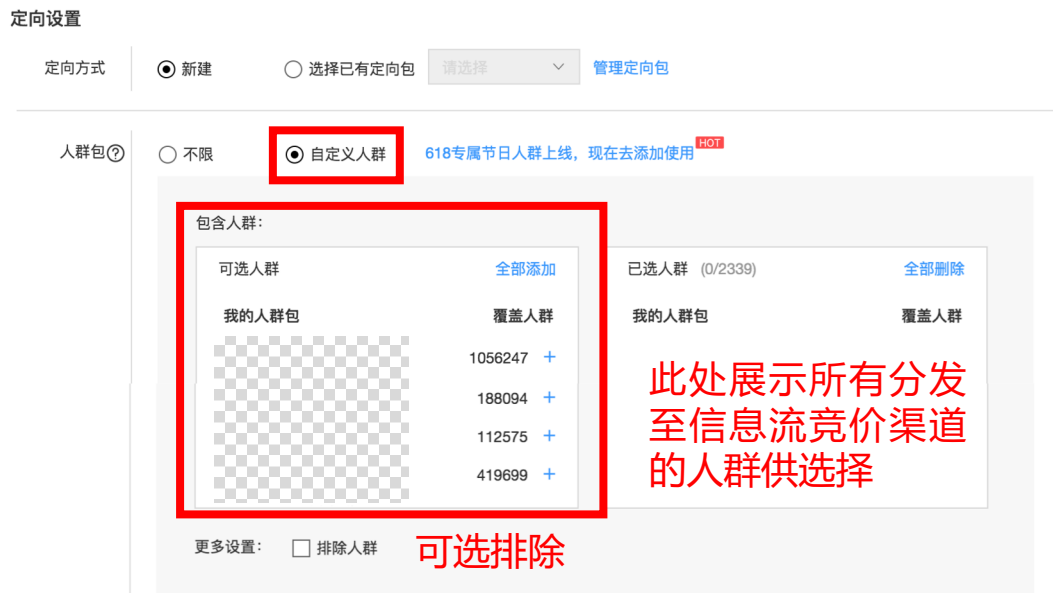 定向设置
定向方式 新建 选择已有定向包 请选择 管理定向包
人群包? 不限 自定义人群 618专属节日人群上线，现在去添加使用 HOT
包含人群：
可选人群 全部添加 已选人群 (0/2339) 全部删除
我的人群包 覆盖人群 我的人群包 覆盖人群
1056247 +
188094 +
112575 +
419699 +
此处展示所有分发
至信息流竞价渠道
的人群供选择
更多设置： 排除人群 可选排除